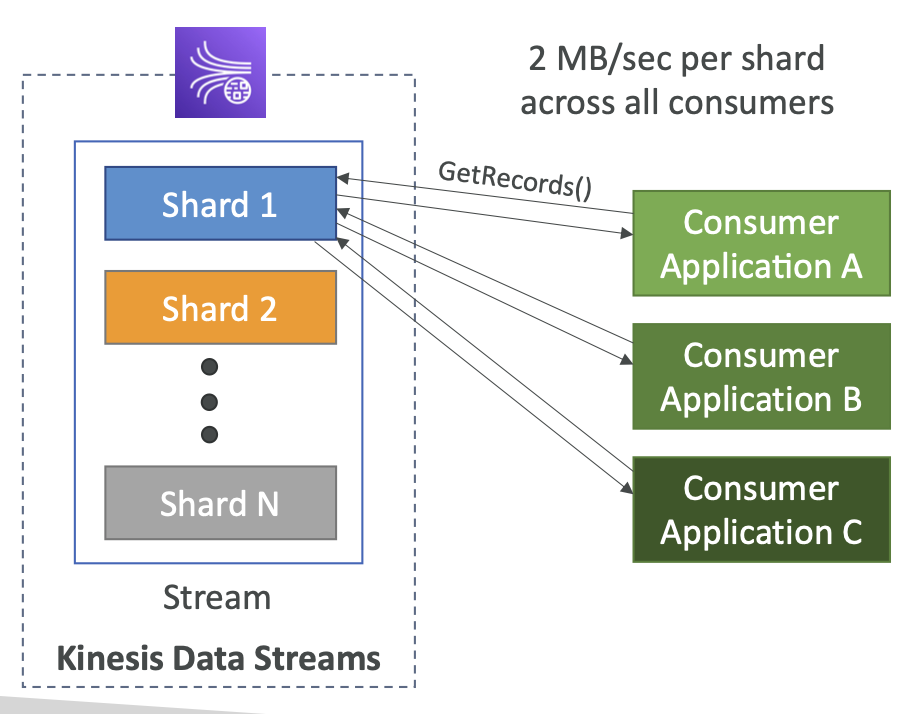 2 MB/sec per shard
across all consumers
GetRecords()
Shard 1
Shard 2
Shard N
Stream
Kinesis Data Streams
Consumer
Application A
Consumer
Application B
Consumer
Application C